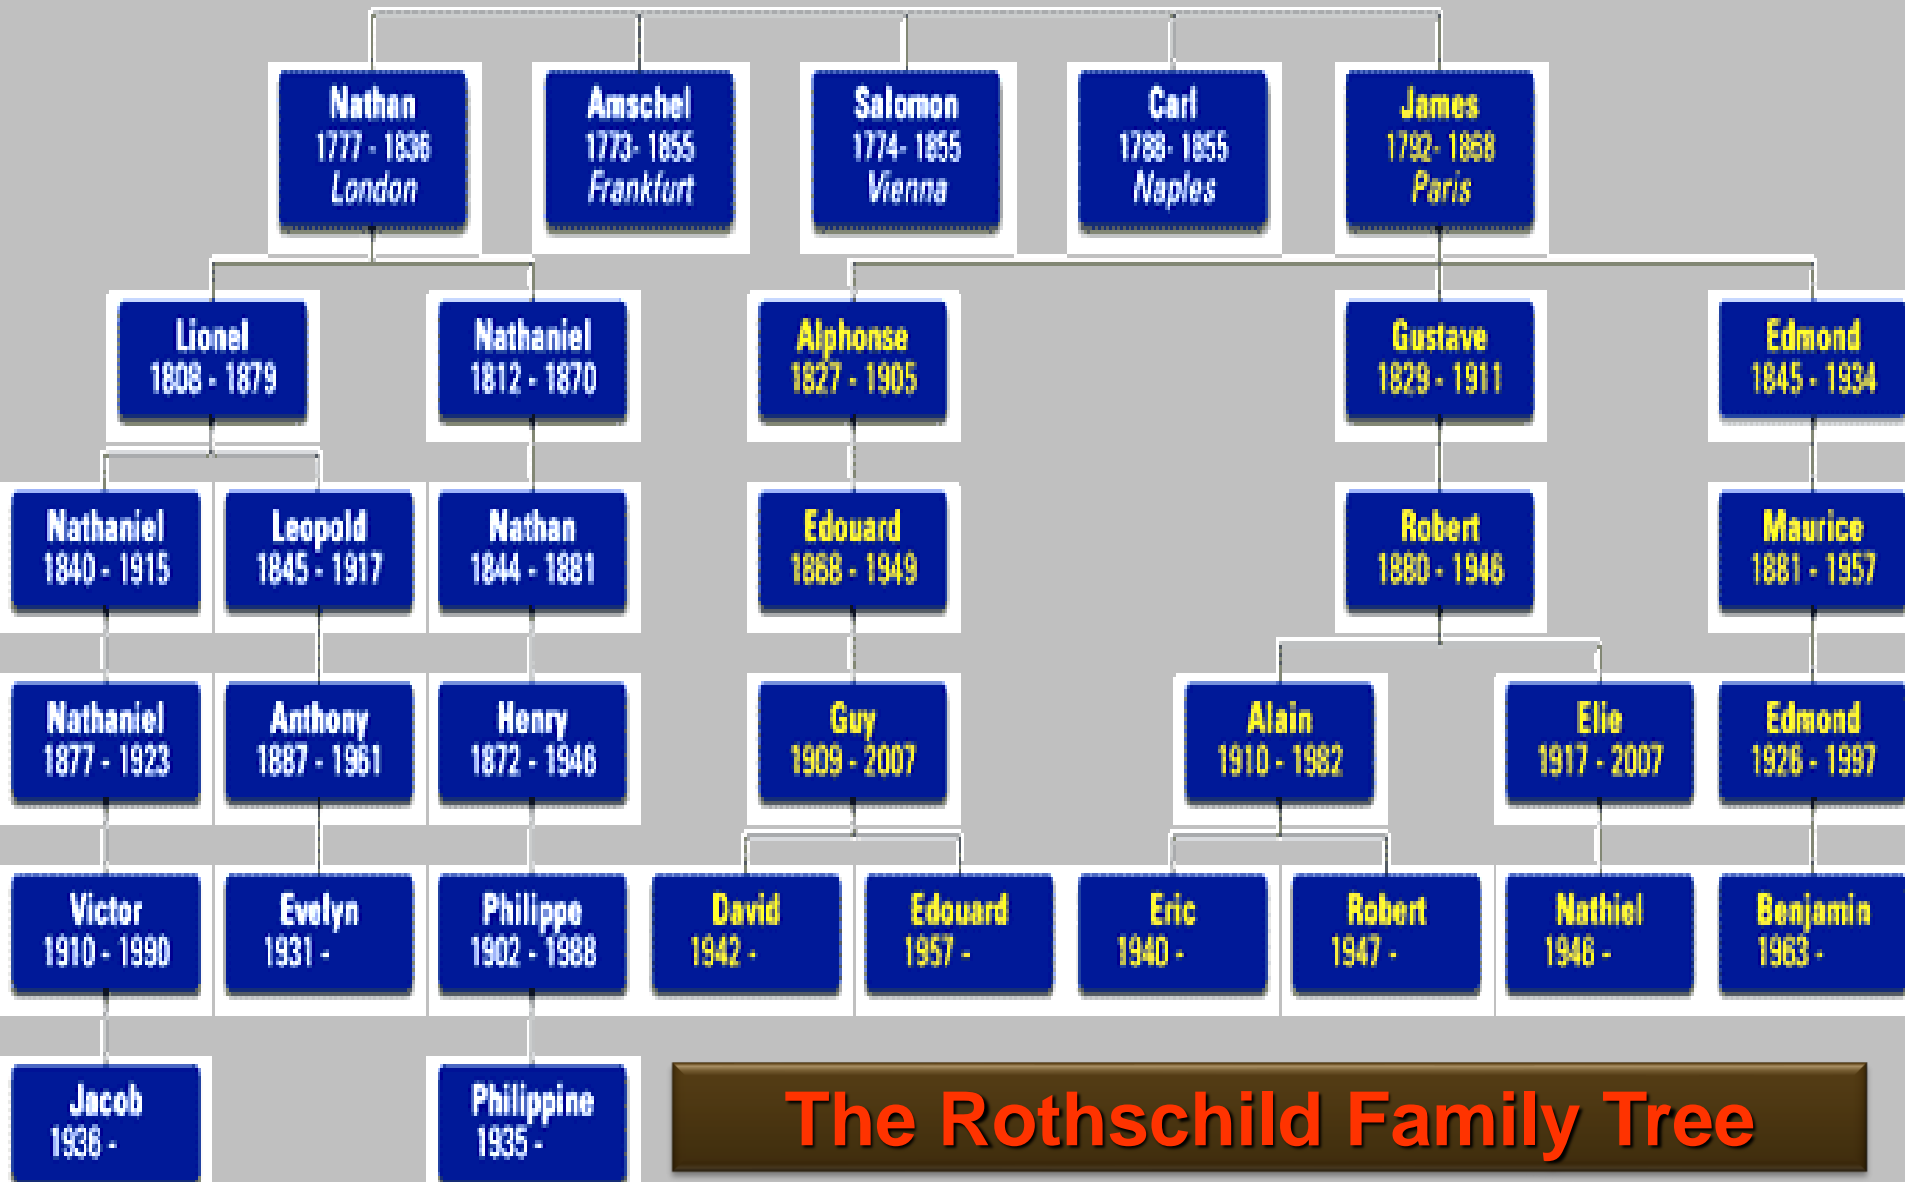 Nathan
1777 - 1836
London
Amschel
1773- 1855
Frankfurt
Salomon
1774- 1855
Vienna
Carl
1788- 1855
Naples
James
1792- 1868
Paris
Lionel
1808 - 1879
Nathaniel
1812 - 1870
Alphonse
1827 - 1905
Gustave
1829 - 1911
Edmond
1845 - 1934
Nathaniel
1840 - 1915
Leopold
1845 - 1917
Nathan
1844 - 1881
Edouard
1868 - 1949
Robert
1880 - 1946
Maurice
1881 - 1957
Nathaniel
1877 - 1923
Anthony
1887 - 1961
Henry
1872 - 1946
Guy
1909 - 2007
Alain
1910 - 1982
Elie
1917 - 2007
Edmond
1926 - 1997
Victor
1910 - 1990
Evelyn
1931 -
Philippe
1902 - 1988
David
1942 -
Edouard
1957 -
Eric
1940 -
Robert
1947 -
Nathiel
1946 -
Benjamin
1963 -
Jacob
1936 -
Philippine
1935 -
The Rothschild Family Tree